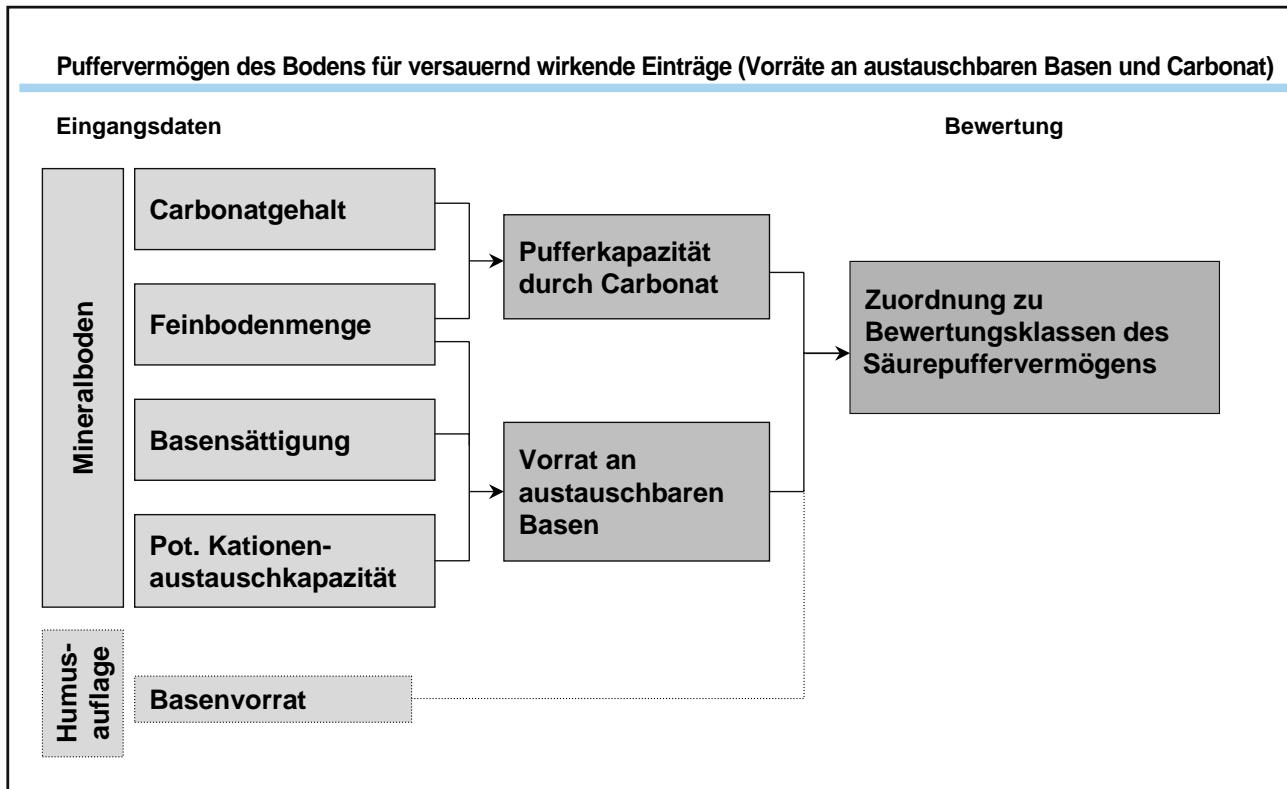 Puffervermögen des Bodens für versauernd wirkende Einträge (Vorräte an austauschbaren Basen und Carbonat)
Eingangsdaten
Bewertung
Mineralboden
Carbonatgehalt
Feinbodenmenge
Basensättigung
Pot. Kationen-
austauschkapazität
Pufferkapazität
durch Carbonat
Vorrat an
austauschbaren
Basen
Zuordnung zu
Bewertungsklassen des
Säurepuffervermögens
Humus-
auflage
Basenvorrat